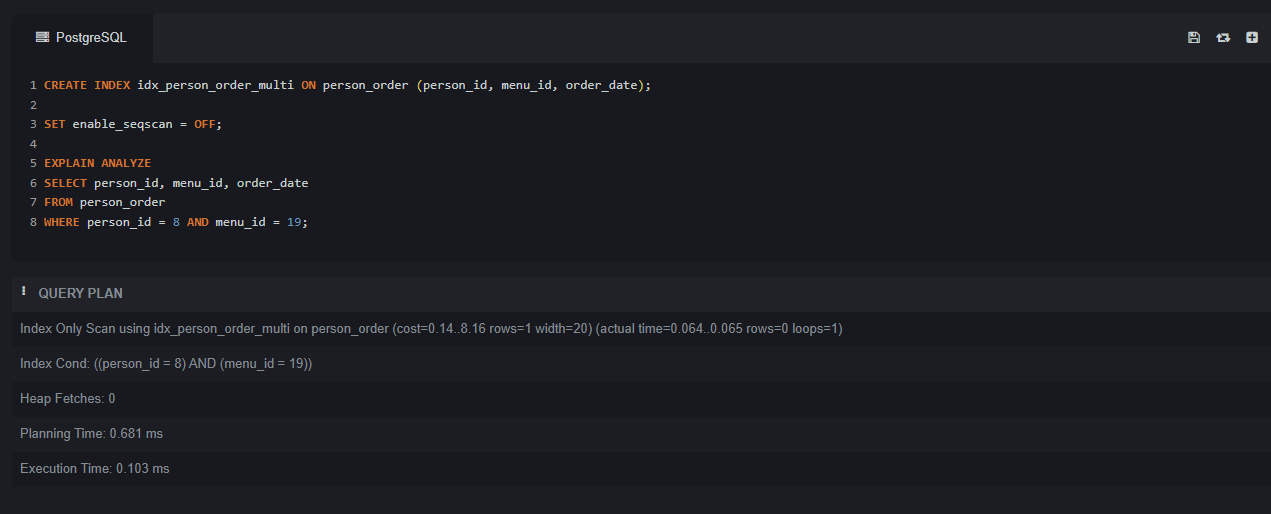 PostgreSQL
1 CREATE INDEX idx_person_order_multi ON person_order (person_id, menu_id, order_date);
2
3 SET enable_seqscan = OFF;
4
5 EXPLAIN ANALYZE
6 SELECT person_id, menu_id, order_date
7 FROM person_order
8 WHERE person_id = 8 AND menu_id = 19;
QUERY PLAN
Index Only Scan using idx_person_order_multi on person_order (cost=0.14..8.16 rows=1 width=20) (actual time=0.064..0.065 rows=0 loops=1)
Index Cond: ((person_id = 8) AND (menu_id = 19))
Heap Fetches: 0
Planning Time: 0.681 ms
Execution Time: 0.103 ms